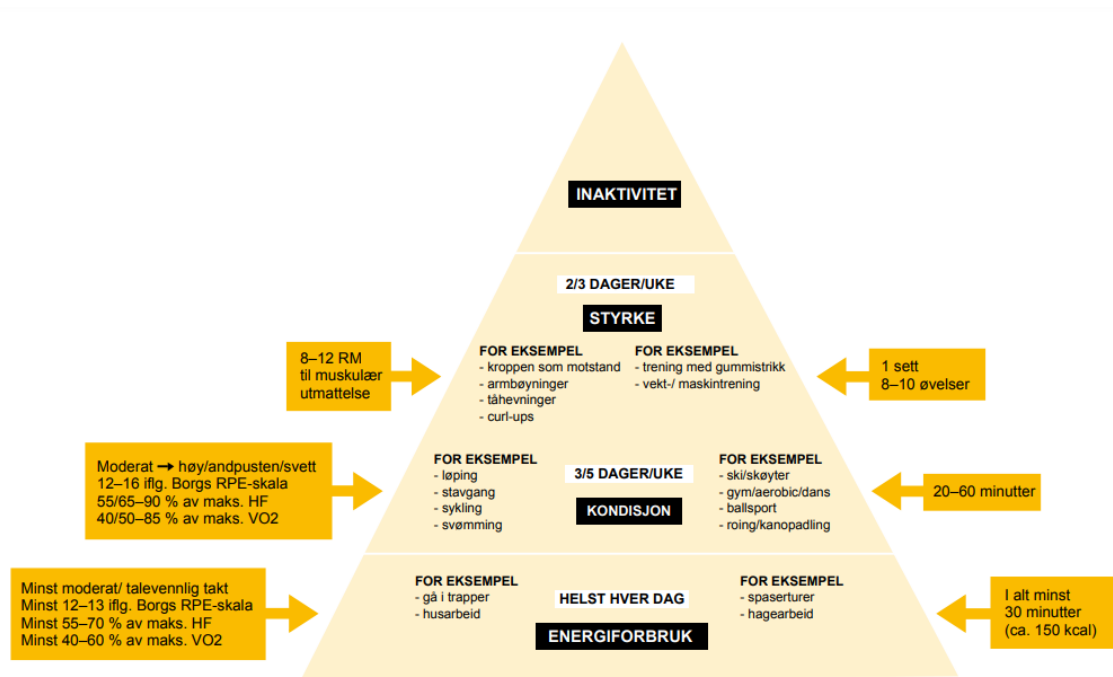 INAKTIVITET
2/3 DAGER/UKE
STYRKE
8–12 RM
til muskulær
utmattelse
FOR EKSEMPEL
- kroppen som motstand
- armbøyninger
- tåhevninger
- curl-ups
FOR EKSEMPEL
- trening med gummistrikk
- vekt-/ maskintrening
1 sett
8–10 øvelser
Moderat → høy/andpusten/svett
12–16 iflg. Borgs RPE-skala
55/65–90 % av maks. HF
40/50–85 % av maks. VO2
FOR EKSEMPEL
- løping
- stavgang
- sykling
- svømming
3/5 DAGER/UKE
KONDISJON
FOR EKSEMPEL
- ski/skøyter
- gym/aerobic/dans
- ballsport
- roing/kanopadling
20–60 minutter
Minst moderat/ talevennlig takt
Minst 12–13 iflg. Borgs RPE-skala
Minst 55–70 % av maks. HF
Minst 40–60 % av maks. VO2
FOR EKSEMPEL
- gå i trapper
- husarbeid
HELST HVER DAG
ENERGIFORBRUK
FOR EKSEMPEL
- spaserturer
- hagearbeid
I alt minst
30 minutter
(ca. 150 kcal)